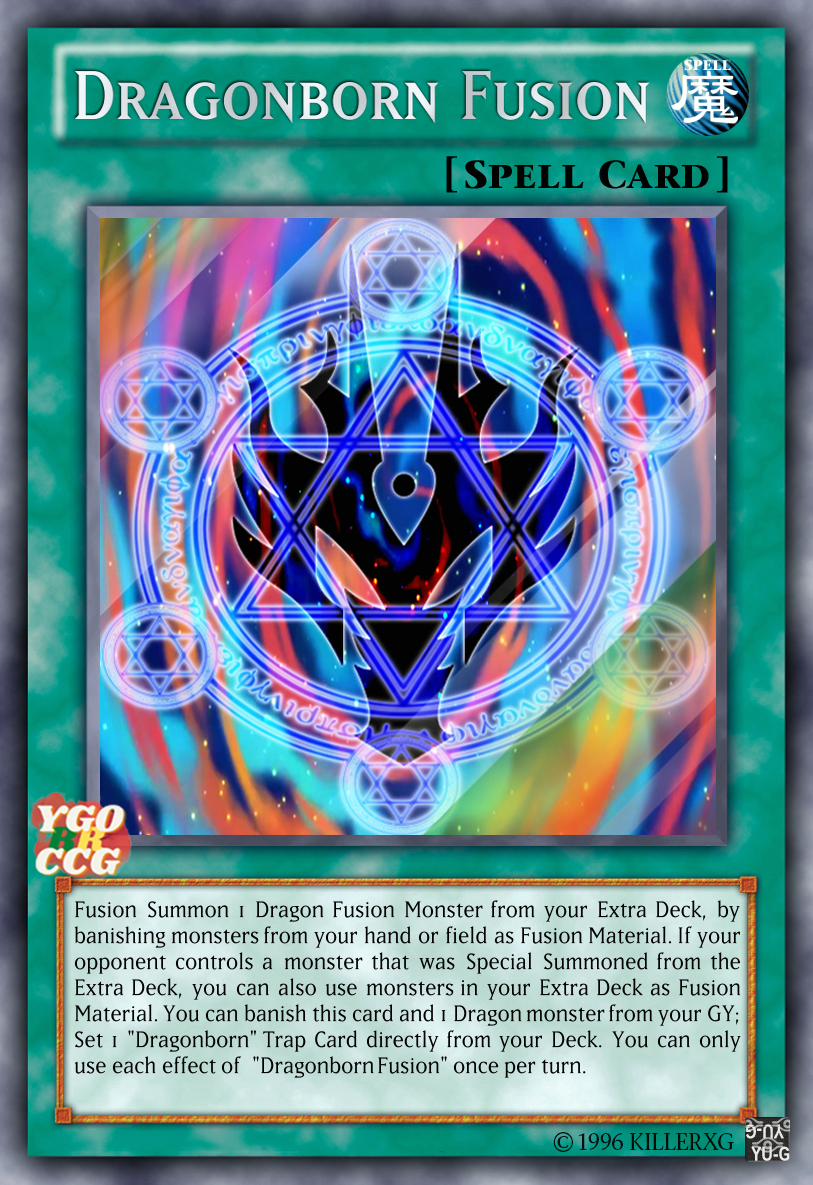 Dragonborn Fusion
SPELL
魔
[Spell Card]
YGO
BR
CCG
Fusion Summon 1 Dragon Fusion Monster from your Extra Deck, by
banishing monsters from your hand or field as Fusion Material. If your
opponent controls a monster that was Special Summoned from the
Extra Deck, you can also use monsters in your Extra Deck as Fusion
Material. You can banish this card and 1 Dragon monster from your GY;
Set 1 "Dragonborn" Trap Card directly from your Deck. You can only
use each effect of "Dragonborn Fusion" once per turn.
© 1996 KILLERXG
YU-G